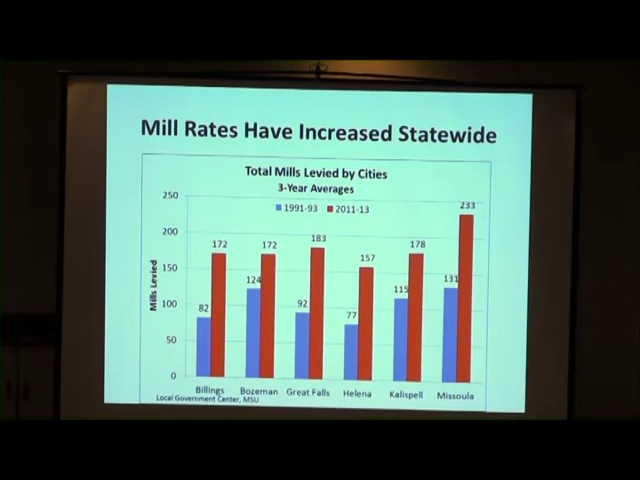 Mill Rates Have Increased Statewide
Total Mills Levied by Cities
3-Year Averages
1991-93 2011-13
Mills Levied
250
200
150
100
50
0
82 172
124 172
92 183
77 157
115 178
131 233
Billings Bozeman Great Falls Helena Kalispell Missoula
Local Government Center, MSU